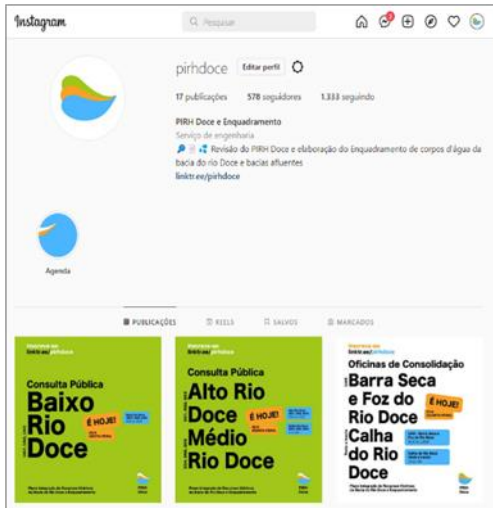 Instagram
Pesquisar
pirhdoce Editar perfil
17 publicações 578 seguidores 1.333 seguindo
PIRH Doce e Enquadramento
Serviço de engenharia
Revisão do PIRH Doce e elaboração do Enquadramento de corpos d'água da
bacia do rio Doce e bacias afluentes
linktr.ee/pirhdoce
Agenda
PUBLICAÇÕES REELS SALVOS MARCADOS
Consulta Pública
Baixo
Rio
Doce
É HOJE!
Consulta Pública
Alto Rio
Doce
Médio
Rio Doce
É HOJE!
Oficinas de Consolidação
Barra Seca
e Foz do
Rio Doce
Calha
do Rio
Doce
É HOJE!